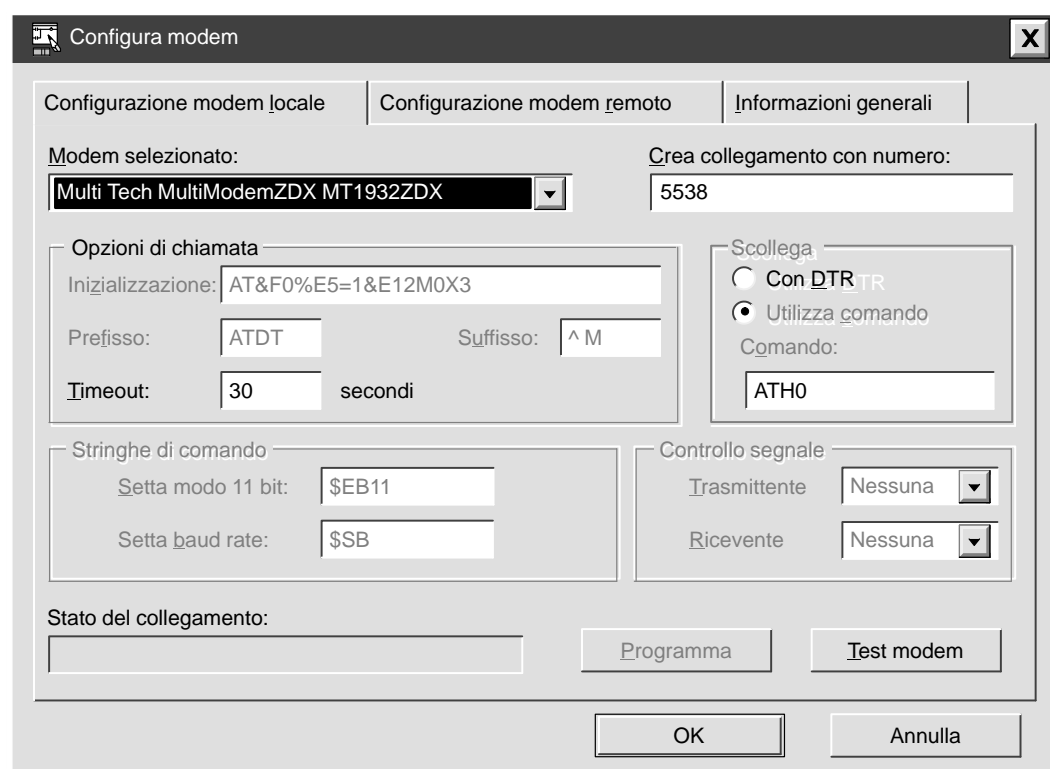 Configura modem
X
Configurazione modem locale
Configurazione modem remoto
Informazioni generali
Modem selezionato:
Crea collegamento con numero:
Multi Tech MultiModemZDX MT1932ZDX
5538
Opzioni di chiamata
Inizializzazione: AT&F0%E5=1&E12M0X3
Prefisso: ATDT
Suffisso: ^M
Timeout: 30 secondi
Scollega
Con DTR
Utilizza comando
Comando:
ATH0
Stringhe di comando
Setta modo 11 bit: $EB11
Setta baud rate: $SB
Controllo segnale
Trasmittente Nessuna
Ricevente Nessuna
Stato del collegamento:
Programma
Test modem
OK
Annulla